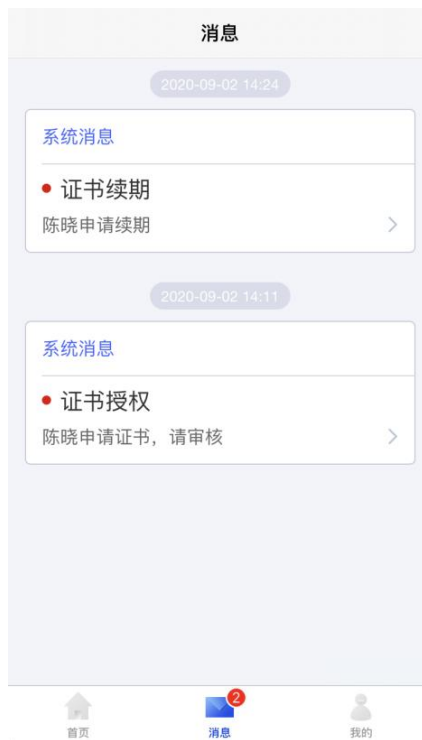 消息
2020-09-02 14:24
系统消息
证书续期
陈晓申请续期
2020-09-02 14:11
系统消息
证书授权
陈晓申请证书，请审核
2
首页
消息
我的